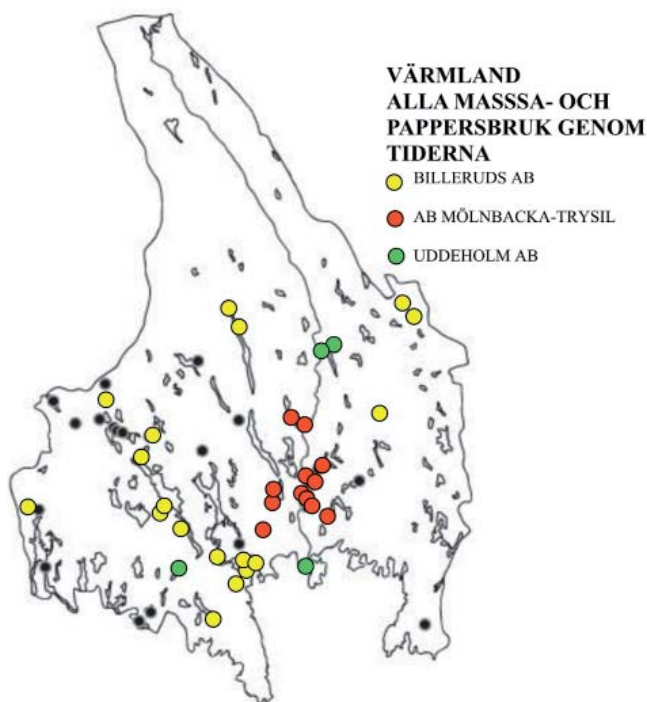 VÄRMLAND
ALLA MASSSA- OCH
PAPPERSBRUK GENOM
TIDERNA
BILLERUDS AB
AB MÖLNBACKA-TRYSIL
UDDEHOLM AB